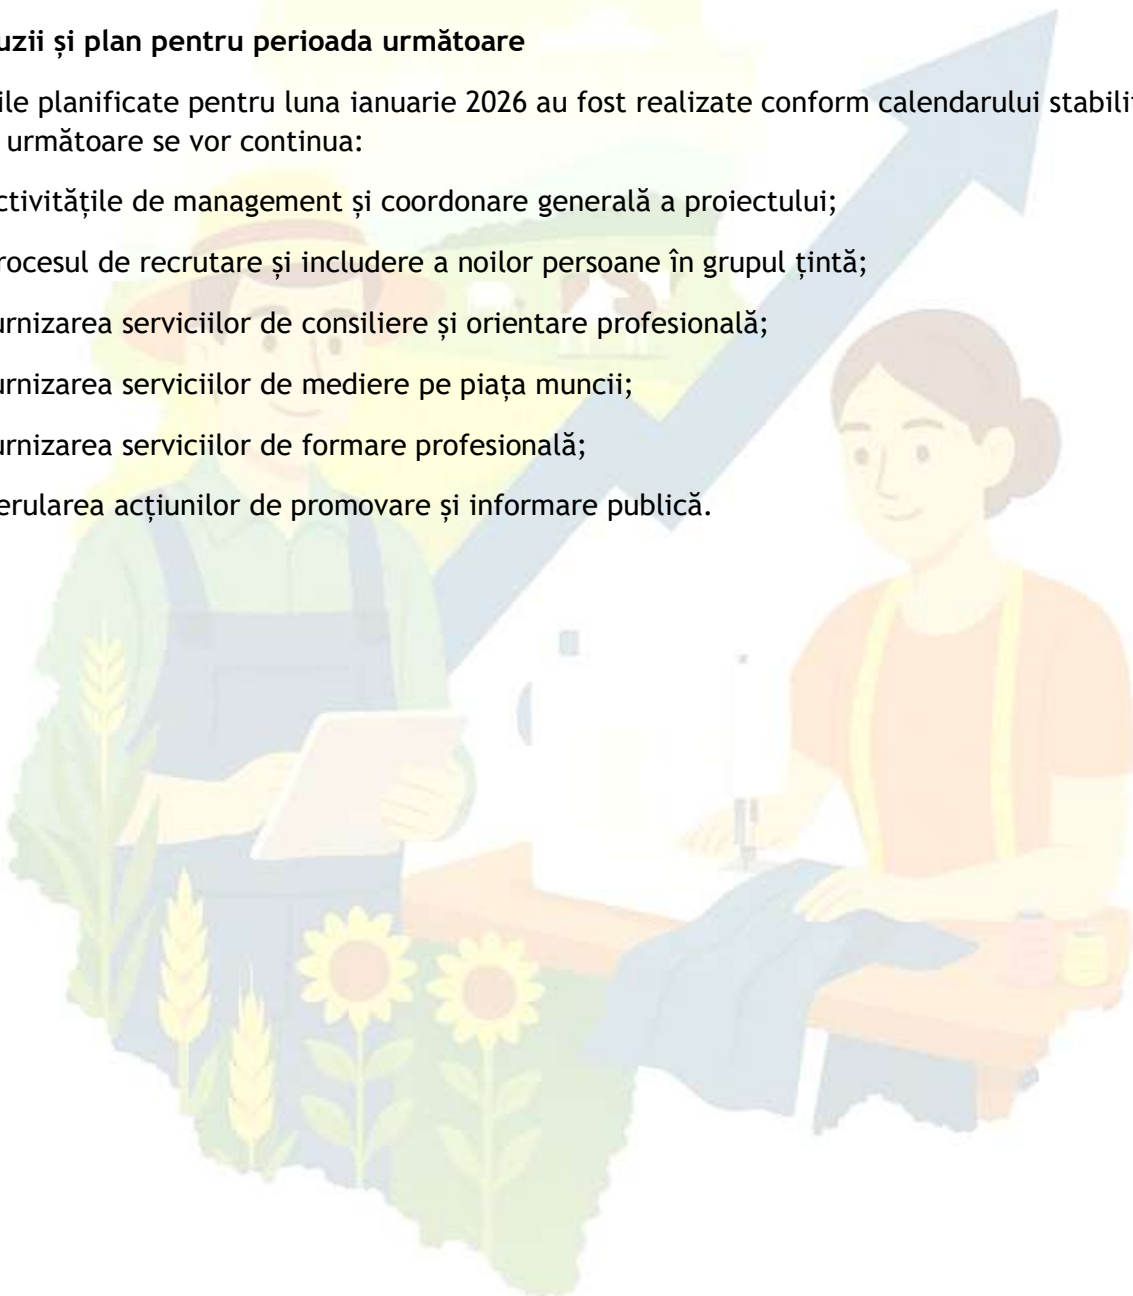 uzii și plan pentru perioada următoare
ile planificate pentru luna ianuarie 2026 au fost realizate conform calendarului stabili
următoare se vor continua:
ctivitățile de management și coordonare generală a proiectului;
rocesul de recrutare și includere a noilor persoane în grupul țintă;
urnizarea serviciilor de consiliere și orientare profesională;
urnizarea serviciilor de mediere pe piața muncii;
urnizarea serviciilor de formare profesională;
erularea acțiunilor de promovare și informare publică.